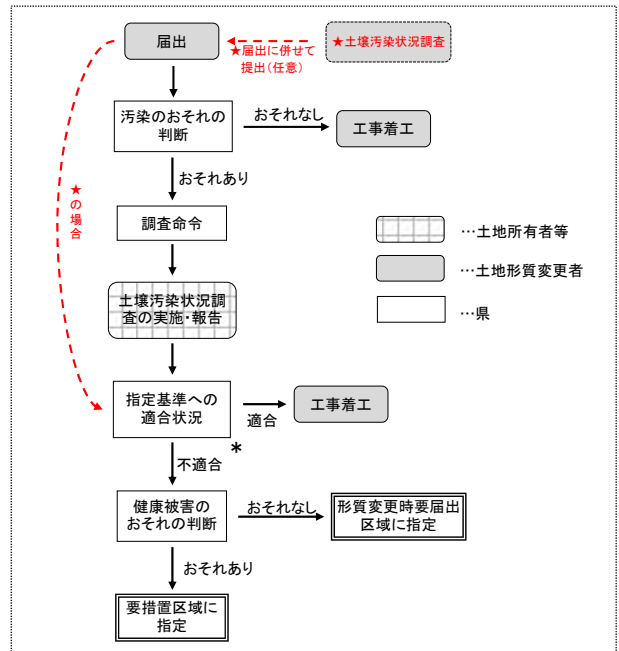 届出
★土壌汚染状況調査
★届出に併せて
提出(任意)
汚染のおそれの
判断
おそれなし
工事着工
おそれあり
★の場合
調査命令
…土地所有者等
…土地形質変更者
…県
土壌汚染状況調
査の実施・報告
指定基準への
適合状況
適合
工事着工
不適合
*
健康被害の
おそれの判断
おそれなし
形質変更時要届出
区域に指定
おそれあり
要措置区域に
指定